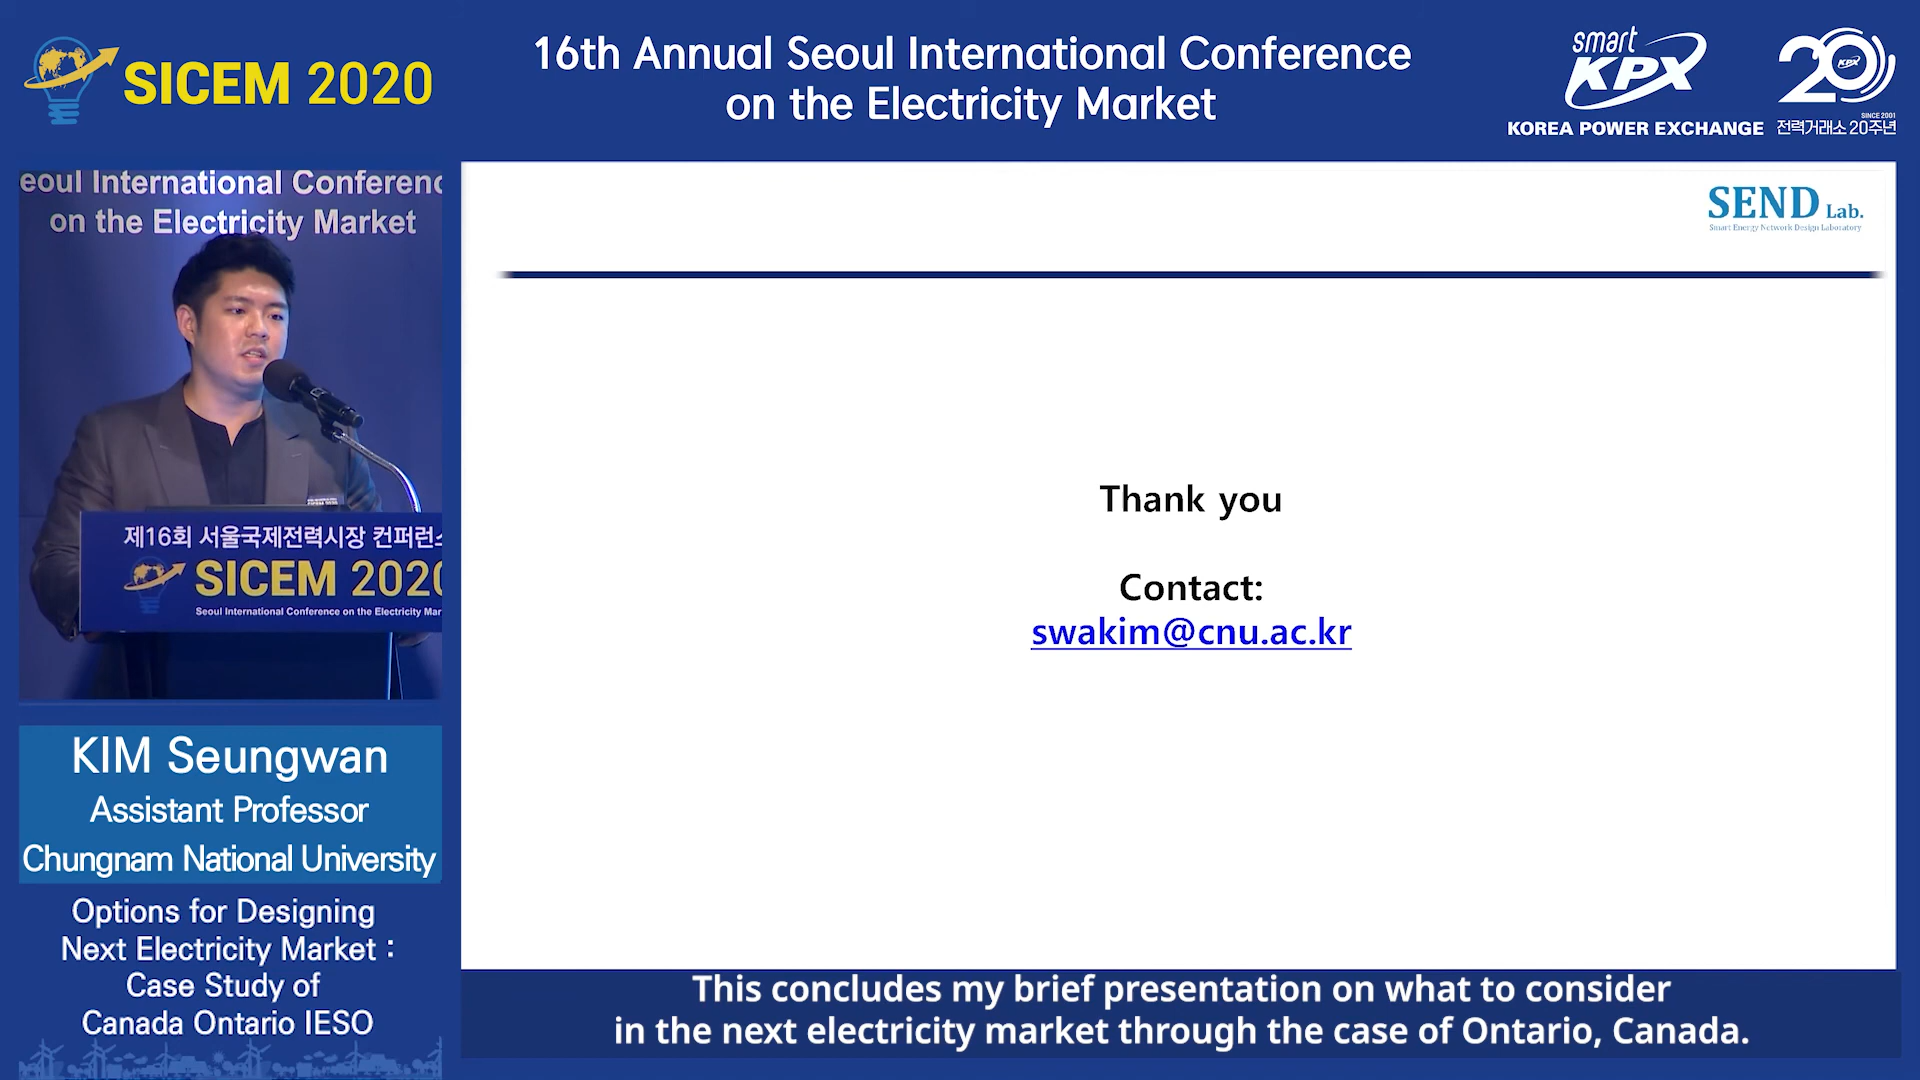 SICEM 2020
16th Annual Seoul International Conference
on the Electricity Market
smart
KPX
KOREA POWER EXCHANGE
20
KPX
SINCE 2001
전력거래소 20주년
eoul International Conferenc
on the Electricity Market
제16회 서울국제전력시장 컨퍼런스
SICEM 2020
Seoul International Conference on the Electricity Mar
KIM Seungwan
Assistant Professor
Chungnam National University
Options for Designing
Next Electricity Market :
Case Study of
Canada Ontario IESO
SEND Lab.
Smart Energy Network Design Laboratory
Thank you
Contact:
swakim@cnu.ac.kr
This concludes my brief presentation on what to consider
in the next electricity market through the case of Ontario, Canada.